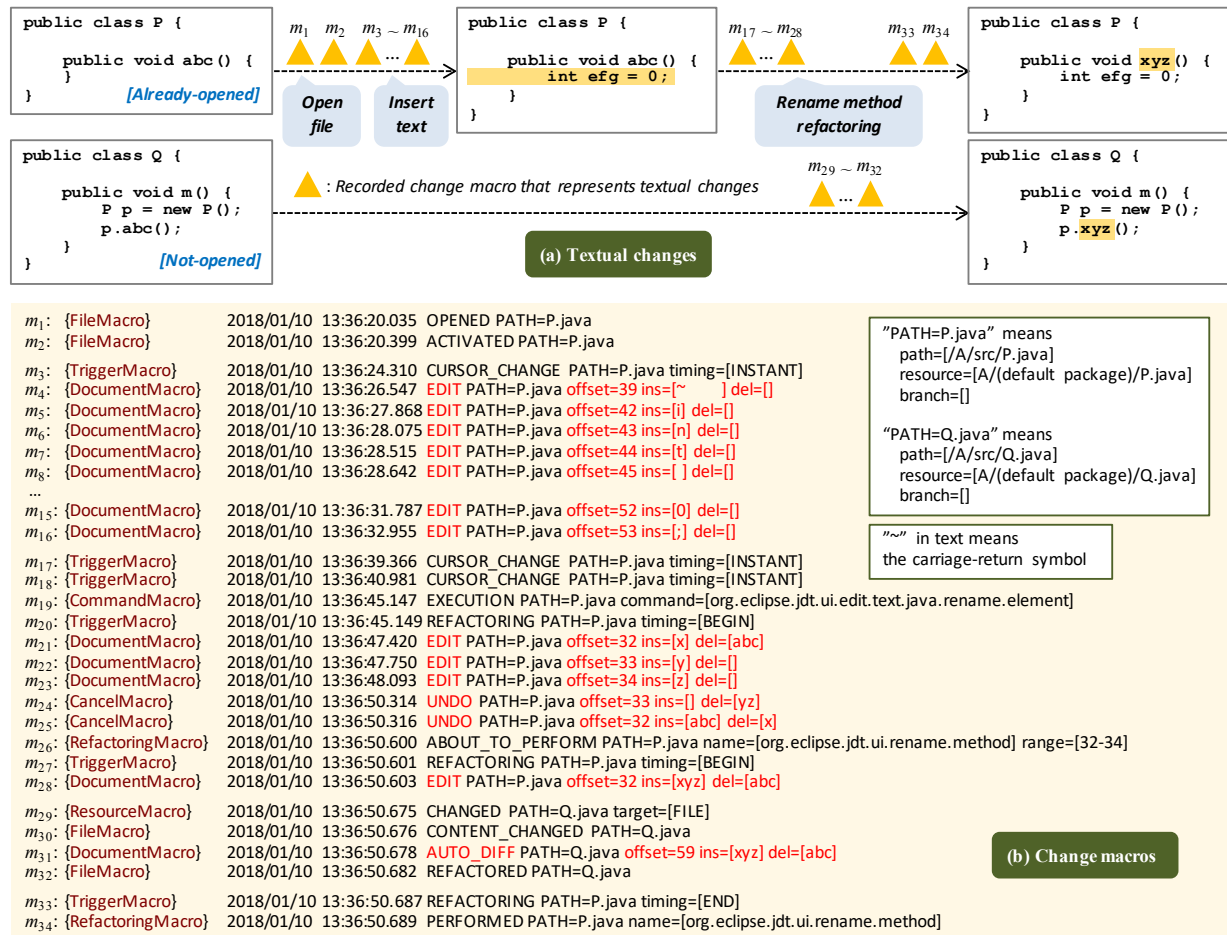 public class P {
public void abc() {
}
}
[Already-opened]
m1 m2 m3 ~ m16
...
Open
file
Insert
text
public class P {
public void abc() {
int efg = 0;
}
}
m17 ~ m28
...
Rename method
refactoring
m33 m34
public class P {
public void xyz() {
int efg = 0;
}
}
public class Q {
public void m() {
P p = new P();
p.abc();
}
}
[Not-opened]
: Recorded change macro that represents textual changes
m29 ~ m32
...
(a) Textual changes
public class Q {
public void m() {
P p = new P();
p.xyz();
}
}
m1: {FileMacro} 2018/01/10 13:36:20.035 OPENED PATH=P.java
m2: {FileMacro} 2018/01/10 13:36:20.399 ACTIVATED PATH=P.java
m3: {TriggerMacro} 2018/01/10 13:36:24.310 CURSOR_CHANGE PATH=P.java timing=[INSTANT]
m4: {DocumentMacro} 2018/01/10 13:36:26.547 EDIT PATH=P.java offset=39 ins=[~ ] del=[]
m5: {DocumentMacro} 2018/01/10 13:36:27.868 EDIT PATH=P.java offset=42 ins=[i] del=[]
m6: {DocumentMacro} 2018/01/10 13:36:28.075 EDIT PATH=P.java offset=43 ins=[n] del=[]
m7: {DocumentMacro} 2018/01/10 13:36:28.515 EDIT PATH=P.java offset=44 ins=[t] del=[]
m8: {DocumentMacro} 2018/01/10 13:36:28.642 EDIT PATH=P.java offset=45 ins=[ ] del=[]
...
m15: {DocumentMacro} 2018/01/10 13:36:31.787 EDIT PATH=P.java offset=52 ins=[0] del=[]
m16: {DocumentMacro} 2018/01/10 13:36:32.955 EDIT PATH=P.java offset=53 ins=[;] del=[]
m17: {TriggerMacro} 2018/01/10 13:36:39.366 CURSOR_CHANGE PATH=P.java timing=[INSTANT]
m18: {TriggerMacro} 2018/01/10 13:36:40.981 CURSOR_CHANGE PATH=P.java timing=[INSTANT]
m19: {CommandMacro} 2018/01/10 13:36:45.147 EXECUTION PATH=P.java command=[org.eclipse.jdt.ui.edit.text.java.rename.element]
m20: {TriggerMacro} 2018/01/10 13:36:45.149 REFACTORING PATH=P.java timing=[BEGIN]
m21: {DocumentMacro} 2018/01/10 13:36:47.420 EDIT PATH=P.java offset=32 ins=[x] del=[abc]
m22: {DocumentMacro} 2018/01/10 13:36:47.750 EDIT PATH=P.java offset=33 ins=[y] del=[]
m23: {DocumentMacro} 2018/01/10 13:36:48.093 EDIT PATH=P.java offset=34 ins=[z] del=[]
m24: {CancelMacro} 2018/01/10 13:36:50.314 UNDO PATH=P.java offset=33 ins=[] del=[yz]
m25: {CancelMacro} 2018/01/10 13:36:50.316 UNDO PATH=P.java offset=32 ins=[abc] del=[x]
m26: {RefactoringMacro} 2018/01/10 13:36:50.600 ABOUT_TO_PERFORM PATH=P.java name=[org.eclipse.jdt.ui.rename.method] range=[32-34]
m27: {TriggerMacro} 2018/01/10 13:36:50.601 REFACTORING PATH=P.java timing=[BEGIN]
m28: {DocumentMacro} 2018/01/10 13:36:50.603 EDIT PATH=P.java offset=32 ins=[xyz] del=[abc]
m29: {ResourceMacro} 2018/01/10 13:36:50.675 CHANGED PATH=Q.java target=[FILE]
m30: {FileMacro} 2018/01/10 13:36:50.676 CONTENT_CHANGED PATH=Q.java
m31: {DocumentMacro} 2018/01/10 13:36:50.678 AUTO_DIFF PATH=Q.java offset=59 ins=[xyz] del=[abc]
m32: {FileMacro} 2018/01/10 13:36:50.682 REFACTORED PATH=Q.java
m33: {TriggerMacro} 2018/01/10 13:36:50.687 REFACTORING PATH=P.java timing=[END]
m34: {RefactoringMacro} 2018/01/10 13:36:50.689 PERFORMED PATH=P.java name=[org.eclipse.jdt.ui.rename.method]
"PATH=P.java" means
path=[/A/src/P.java]
resource=[A/(default package)/P.java]
branch=[]
"PATH=Q.java" means
path=[/A/src/Q.java]
resource=[A/(default package)/Q.java]
branch=[]
"~" in text means
the carriage-return symbol
(b) Change macros